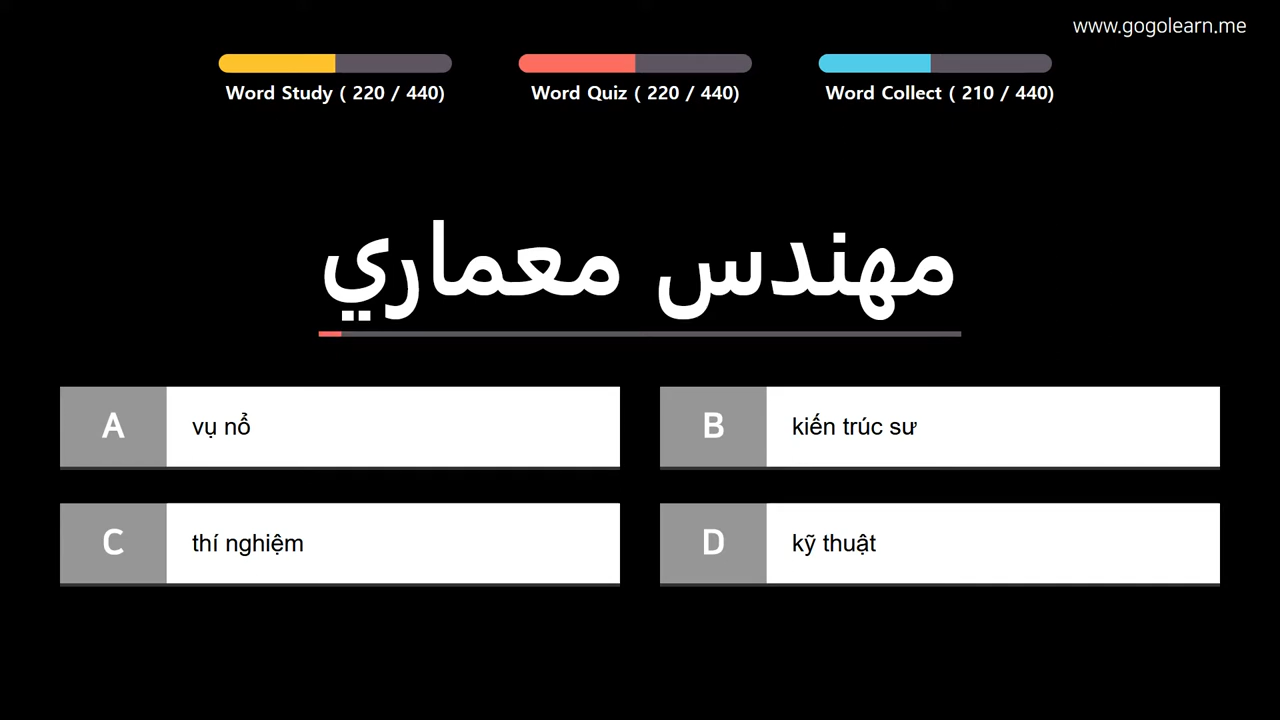 www.gogolearn.me
Word Study ( 220 / 440)
Word Quiz ( 220 / 440)
Word Collect ( 210 / 440)
مهندس معماري
A vụ nổ
B kiến trúc sư
C thí nghiệm
D kỹ thuật